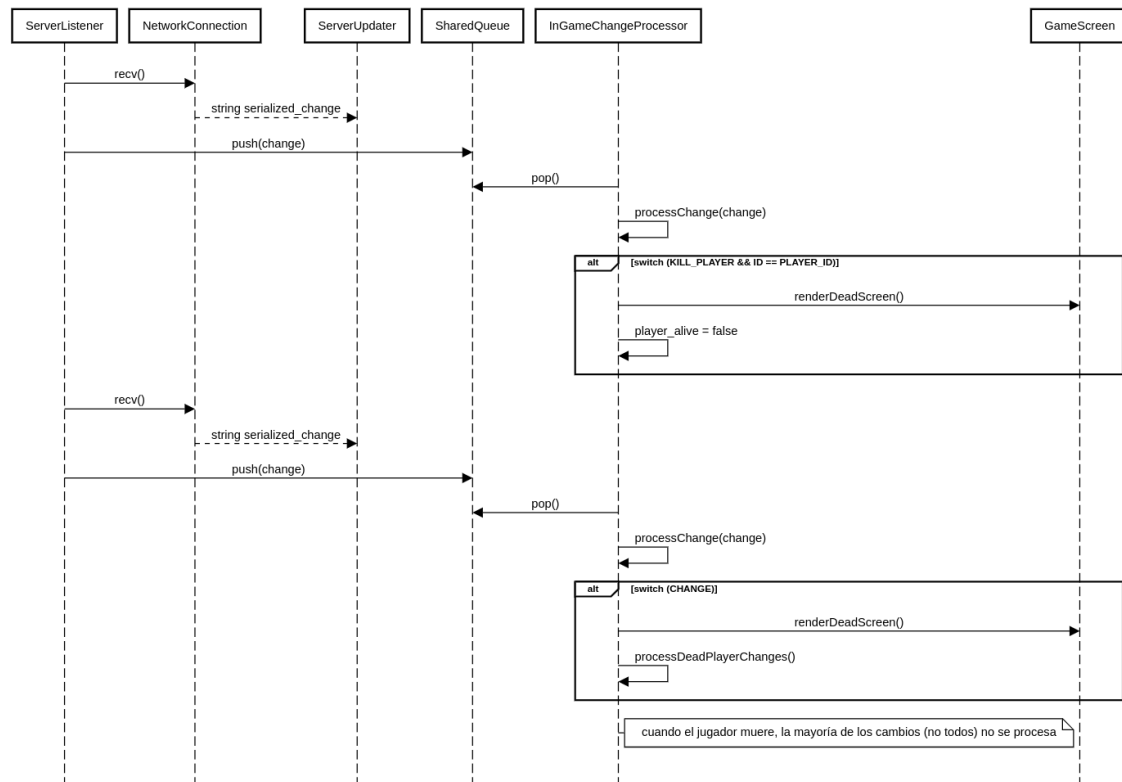 ServerListener
NetworkConnection
ServerUpdater
SharedQueue
InGameChangeProcessor
GameScreen
recv()
string serialized_change
push(change)
pop()
processChange(change)
alt
[switch (KILL_PLAYER && ID == PLAYER_ID)]
renderDeadScreen()
player_alive = false
recv()
string serialized_change
push(change)
pop()
processChange(change)
alt
[switch (CHANGE)]
renderDeadScreen()
processDeadPlayerChanges()
cuando el jugador muere, la mayoría de los cambios (no todos) no se procesa